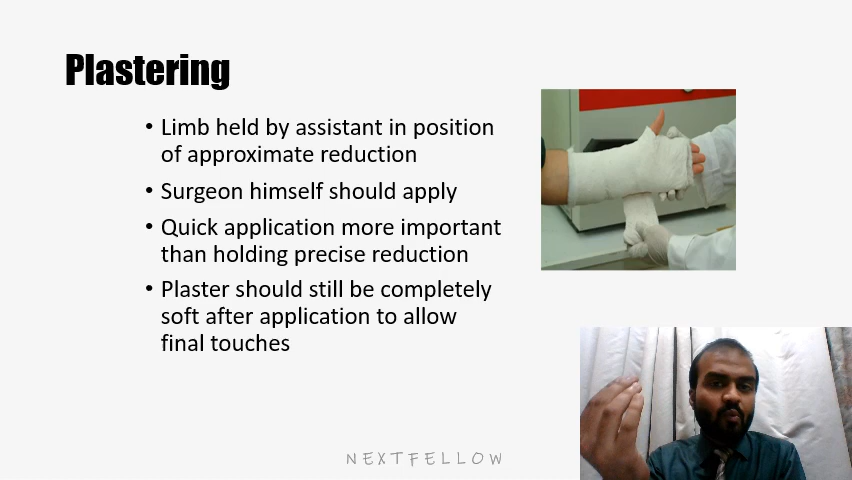 Plastering
• Limb held by assistant in position
of approximate reduction
• Surgeon himself should apply
• Quick application more important
than holding precise reduction
• Plaster should still be completely
soft after application to allow
final touches
NEXTFELLOW